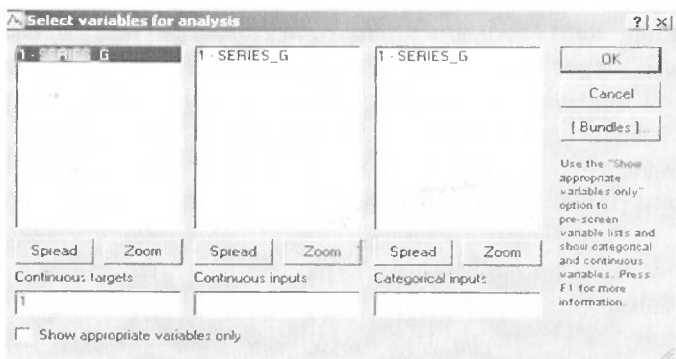 Select variables for analysis
? ×
1 - SERIES_G
1 - SERIES_G
1 - SERIES_G
OK
Cancel
[ Bundles ]...
Use the "Show
appropriate
variables only"
option to
pre-screen
variable lists and
show categorical
and continuous
variables. Press
F1 for more
information.
Spread Zoom
Spread Zoom
Spread Zoom
Continuous targets
Continuous inputs
Categorical inputs
1
Show appropriate variables only